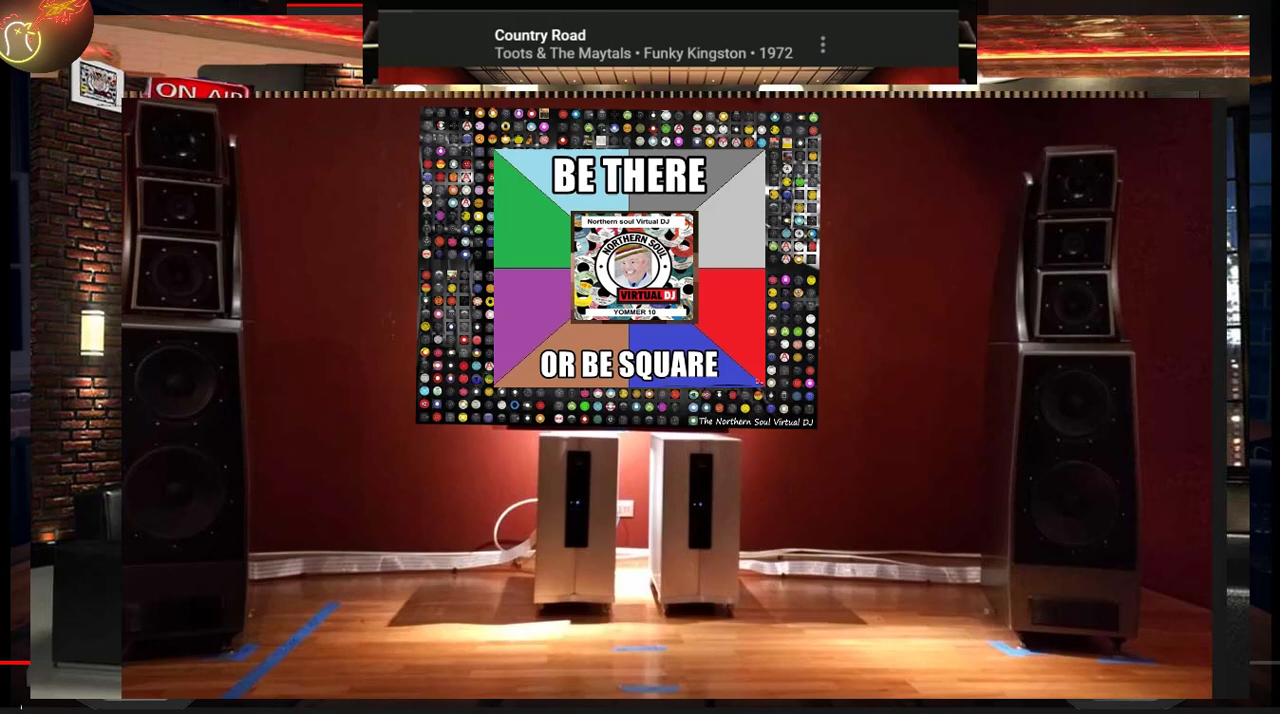 Country Road
Toots & The Maytals • Funky Kingston • 1972
ON AIR
BE THERE
Northern soul Virtual DJ
NORTHERN SOUL
VIRTUAL DJ
YOMMER 10
OR BE SQUARE
The Northern Soul Virtual DJ